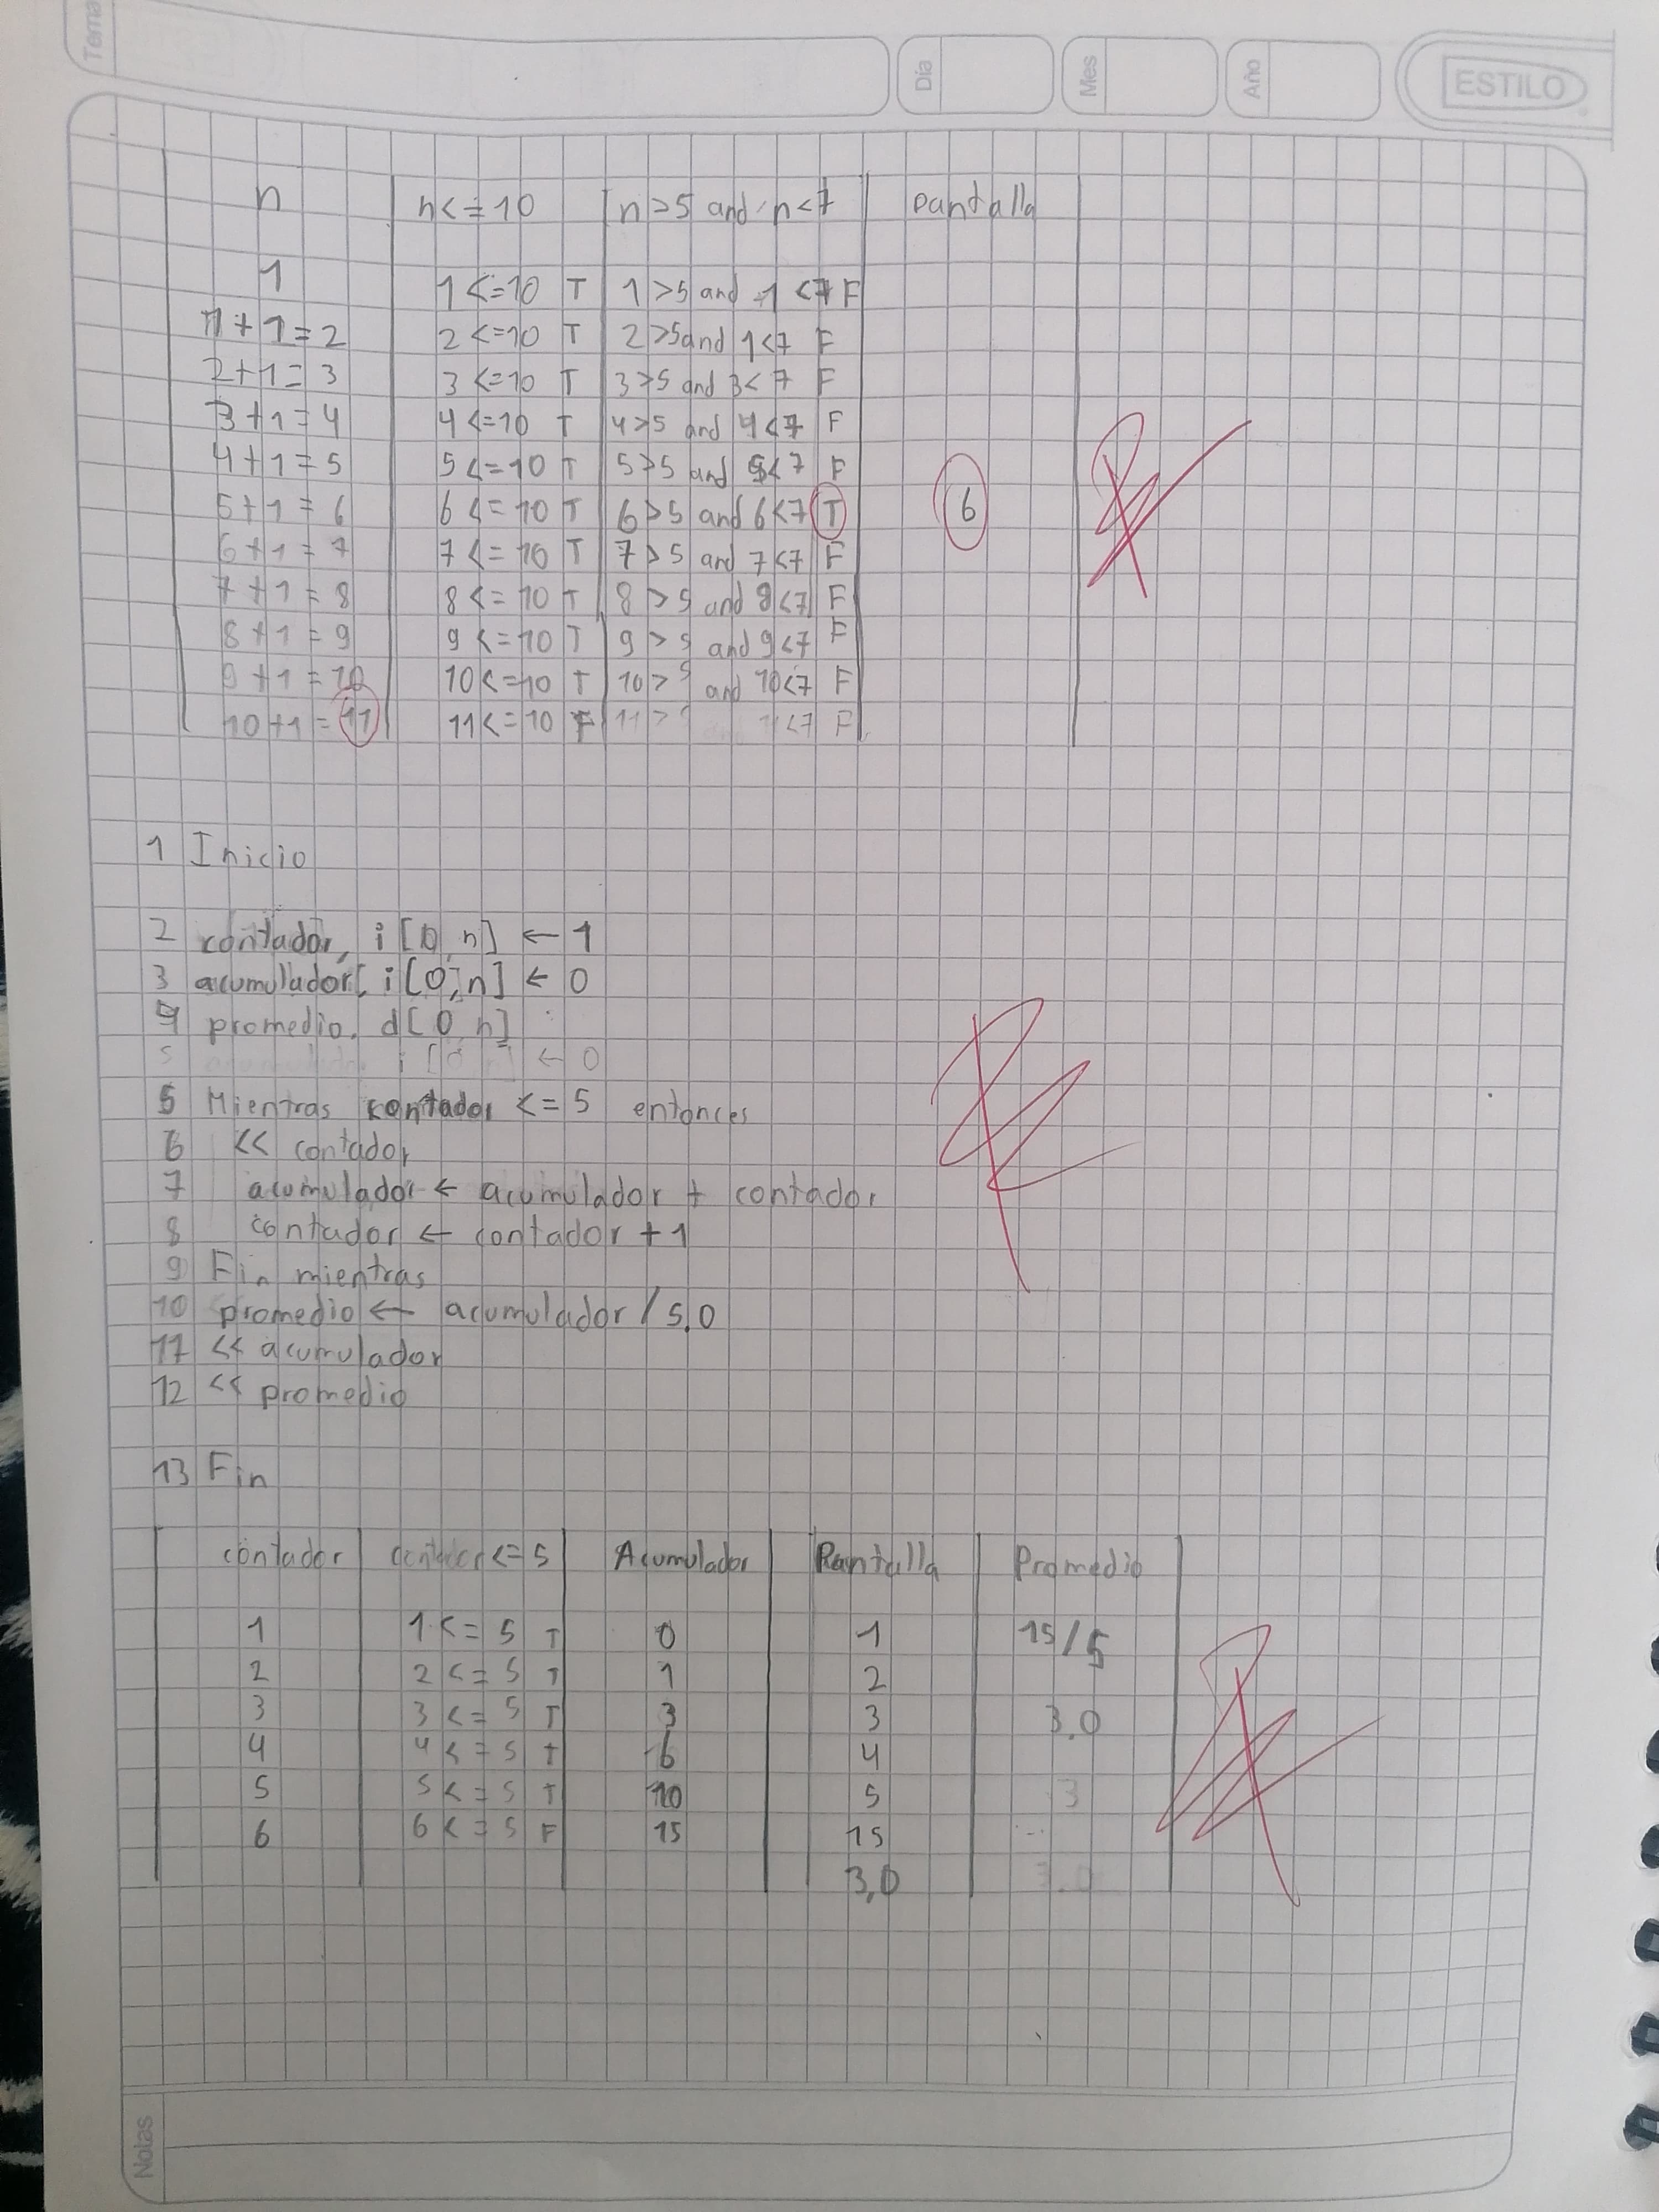 Tema
Día
Mes
Año
ESTILO
n | n<=10 | n>5 and n<7 | Pantalla
1 | 1<=10 T | 1>5 and 1<7 F
1+1=2 | 2<=10 T | 2>5 and 1<7 F
2+1=3 | 3<=10 T | 3>5 and 3<7 F
3+1=4 | 4<=10 T | 4>5 and 4<7 F
4+1=5 | 5<=10 T | 5>5 and 5<7 F
5+1=6 | 6<=10 T | 6>5 and 6<7 T | 6
6+1=7 | 7<=10 T | 7>5 and 7<7 F
7+1=8 | 8<=10 T | 8>5 and 8<7 F
8+1=9 | 9<=10 T | 9>5 and 9<7 F
9+1=10 | 10<=10 T | 10>5 and 10<7 F
10+1=11 | 11<=10 F | 11> 11<7 F
1 Inicio
2 contador, i[0,n] ← 1
3 acumulador, i[0,n] ← 0
4 promedio, d[0,n]
5 i[0,n] ← 0
5 Mientras contador <= 5 entonces
6 << contador
7 acumulador ← acumulador + contador
8 contador ← contador + 1
9 Fin mientras
10 promedio ← acumulador / 5.0
11 << acumulador
12 << promedio
13 Fin
contador | contador <= 5 | Acumulador | Pantalla | Promedio
1 | 1 <= 5 T | 0 | 1 | 15/5
2 | 2 <= 5 T | 1 | 2
3 | 3 <= 5 T | 3 | 3 | 3.0
4 | 4 <= 5 T | 6 | 4
5 | 5 <= 5 T | 10 | 5 | 3
6 | 6 <= 5 F | 15 | 15
3,0 | 3.0
Notas